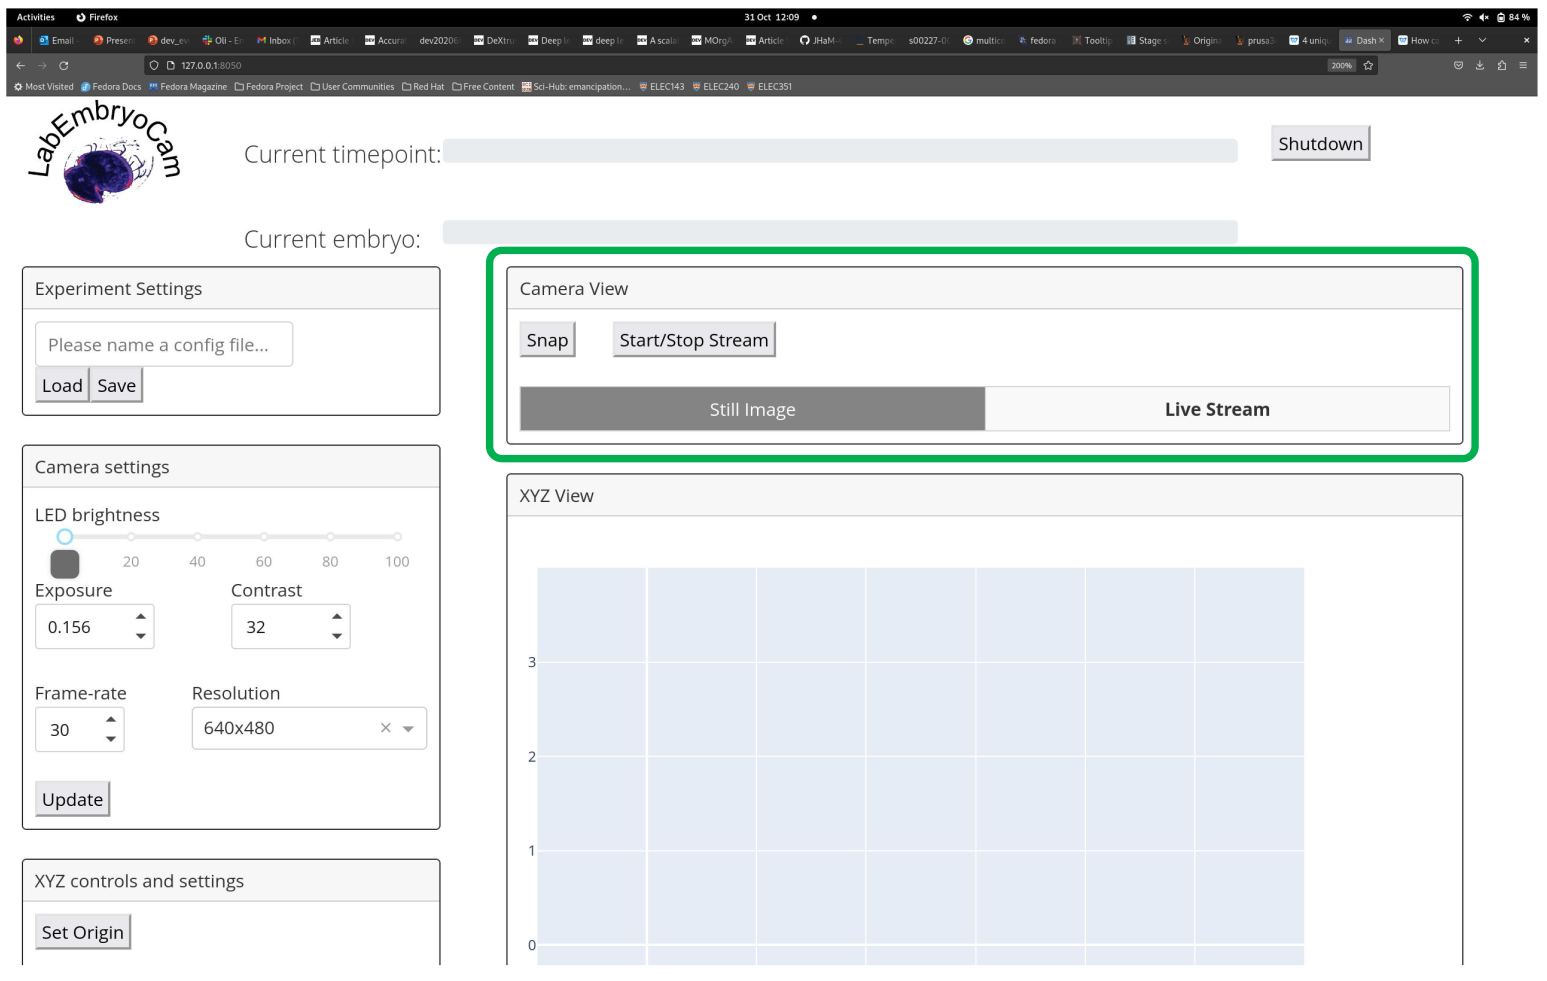 Activities Firefox 31 Oct 12:09 84 %
Email - Presen dev_ev Oli - En Inbox ( Article Accurat dev20206 DeXtru Deep le deep le A scala MOrgA Article JHaM- Tempe s00227-00 multic fedora Tooltip Stage s Origina prusa3 4 uniqu Dash × How ca
127.0.0.1:8050 200%
Most Visited Fedora Docs Fedora Magazine Fedora Project User Communities Red Hat Free Content Sci-Hub: emancipation... ELEC143 ELEC240 ELEC351
LabEmbryoCam
Current timepoint:
Shutdown
Current embryo:
Experiment Settings
Please name a config file...
Load Save
Camera settings
LED brightness
20 40 60 80 100
Exposure Contrast
0.156 32
Frame-rate Resolution
30 640x480
Update
XYZ controls and settings
Set Origin
Camera View
Snap Start/Stop Stream
Still Image Live Stream
XYZ View
3
2
1
0